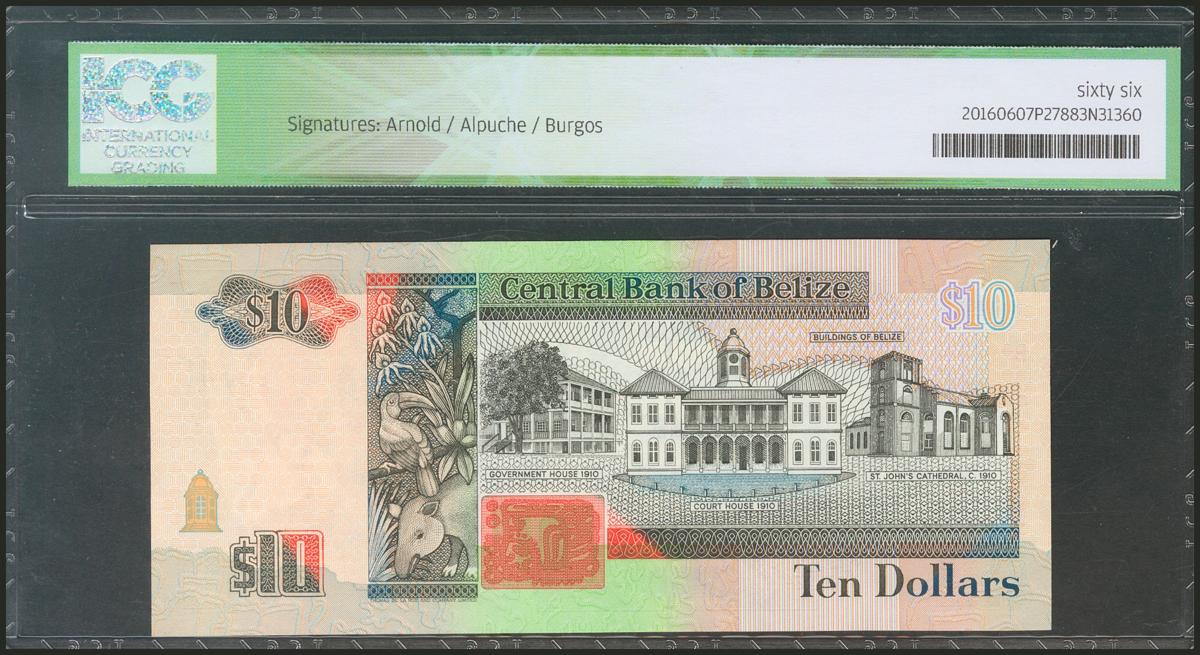 ICG
INTERNATIONAL
CURRENCY
GRADING
Signatures: Arnold / Alpuche / Burgos
sixty six
20160607P27883N31360
$10
Central Bank of Belize
$10
BUILDINGS OF BELIZE
GOVERNMENT HOUSE 1910
COURT HOUSE 1910
ST. JOHN'S CATHEDRAL, C. 1910
$10
Ten Dollars